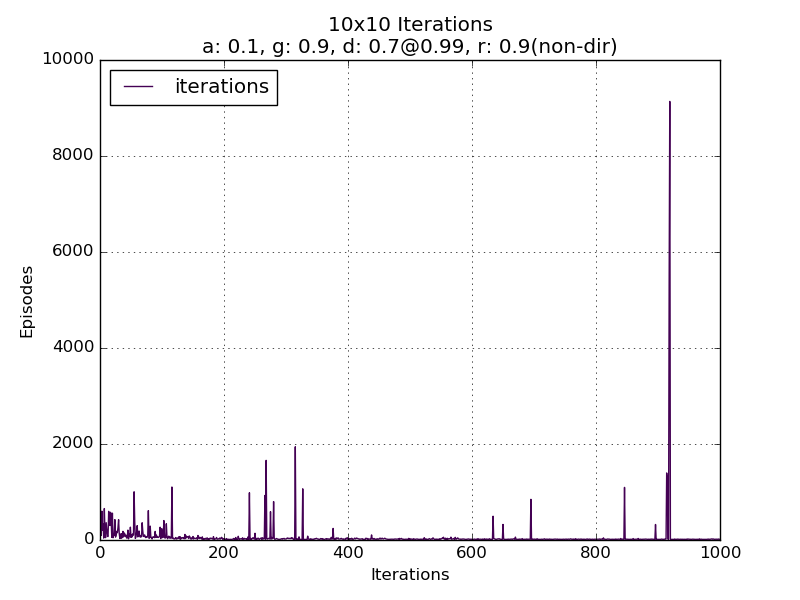 10x10 Iterations
a: 0.1, g: 0.9, d: 0.7@0.99, r: 0.9(non-dir)
iterations
10000
8000
6000
4000
2000
0
Episodes
0 200 400 600 800 1000
Iterations